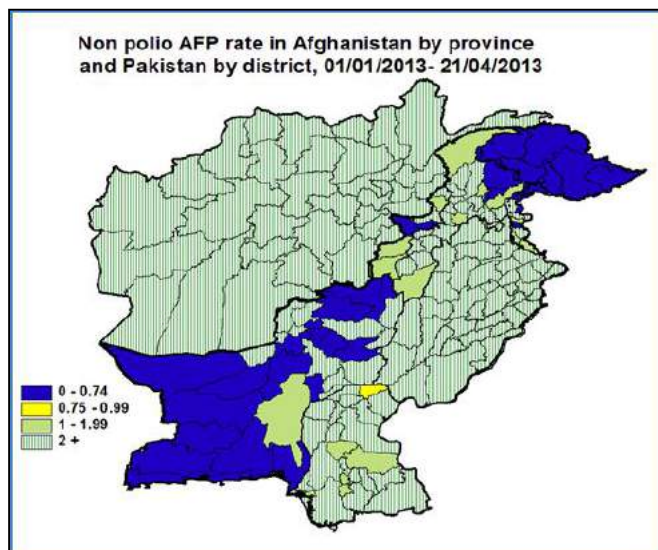 Non polio AFP rate in Afghanistan by province
and Pakistan by district, 01/01/2013- 21/04/2013
0 - 0.74
0.75 - 0.99
1 - 1.99
2 +